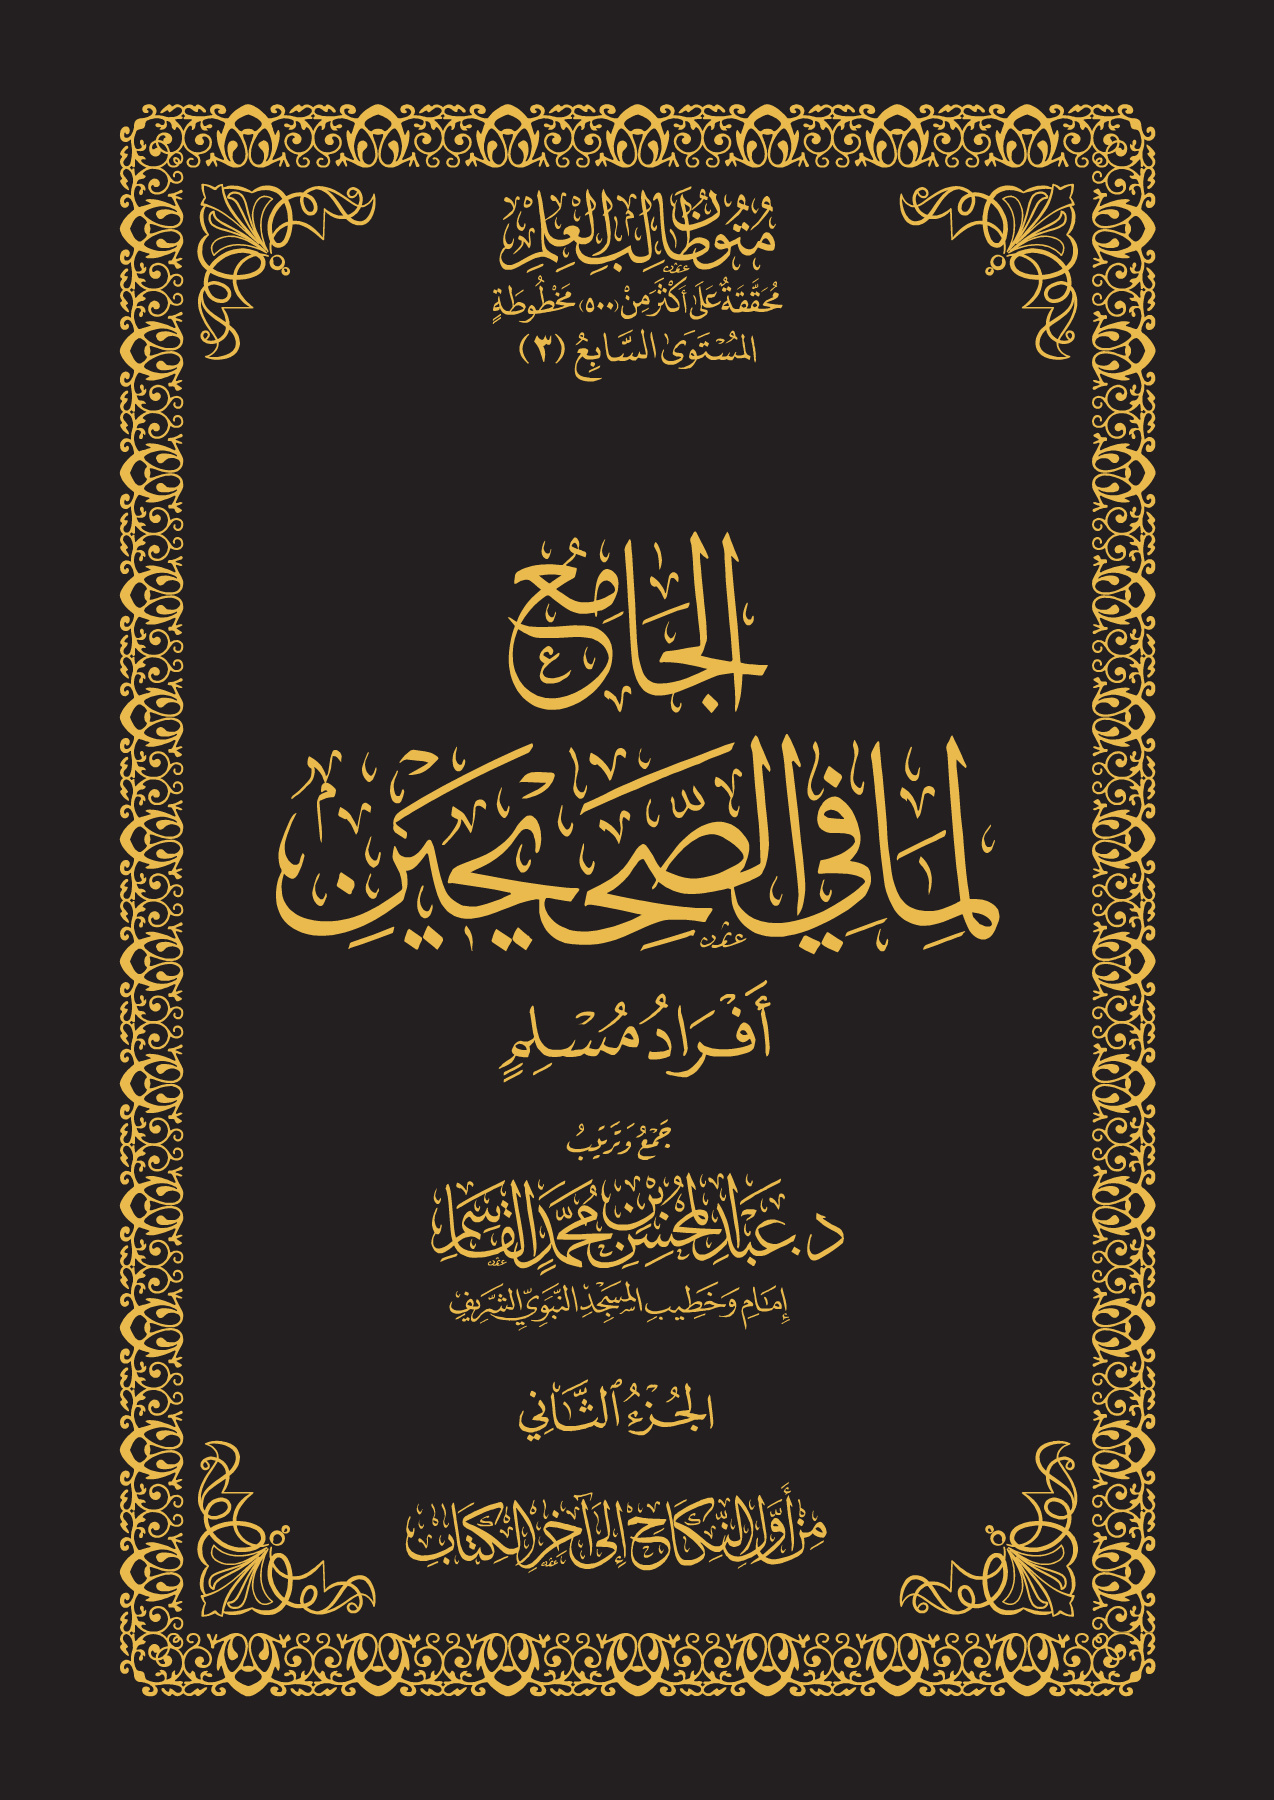 مُتُونُ طَالِبِ العِلْمِ
مُحَقَّقَةٌ عَلَى أَكْثَرَ مِنْ (٥٠٠) مَخْطُوطَةٍ
المُسْتَوَى السَّابِعُ (٣)
الجَامِعُ
لِمَا فِي الصَّحِيحَيْنِ
أَفْرَادُ مُسْلِمٍ
جَمْعُ وَتَرْتِيبُ
د. عَبْدِ المُحْسِنِ بْنِ مُحَمَّدٍ القَاسِمِ
إِمَامِ وَخَطِيبِ المَسْجِدِ النَّبَوِيِّ الشَّرِيفِ
الجُزْءُ الثَّانِي
مِنْ أَوَّلِ النِّكَاحِ إِلَى آخِرِ الكِتَابِ